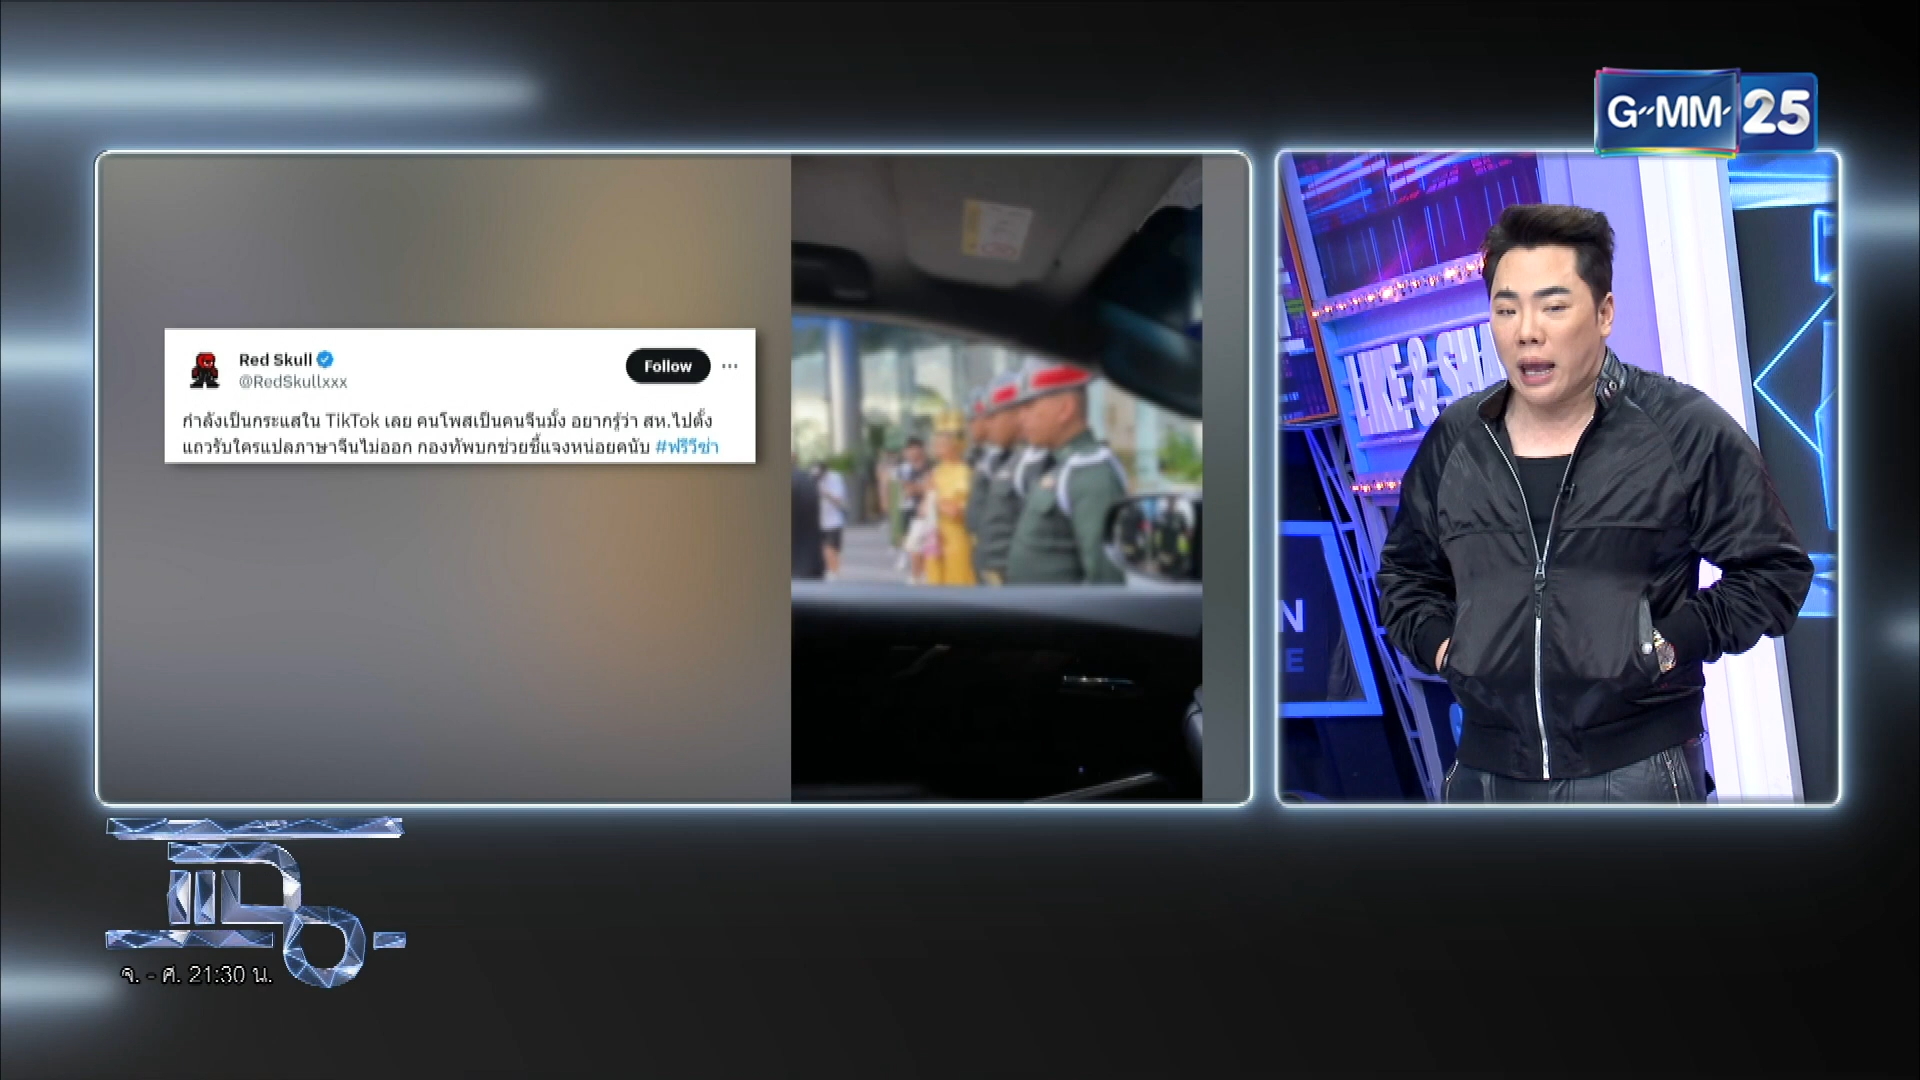 G-MM- 25
Red Skull
Follow
@RedSkullxxx
กำลังเป็นกระแสใน TikTok เลย คนโพสเป็นคนจีนมั้ง อยากรู้ว่า สห.ไปตั้ง
แถวรับใครแปลภาษาจีนไม่ออก กองทัพบกช่วยชี้แจงหน่อยคนับ #ฟรีวีซ่า
LIKE & SHA
N
E
แฉ
จ. - ศ. 21:30 น.